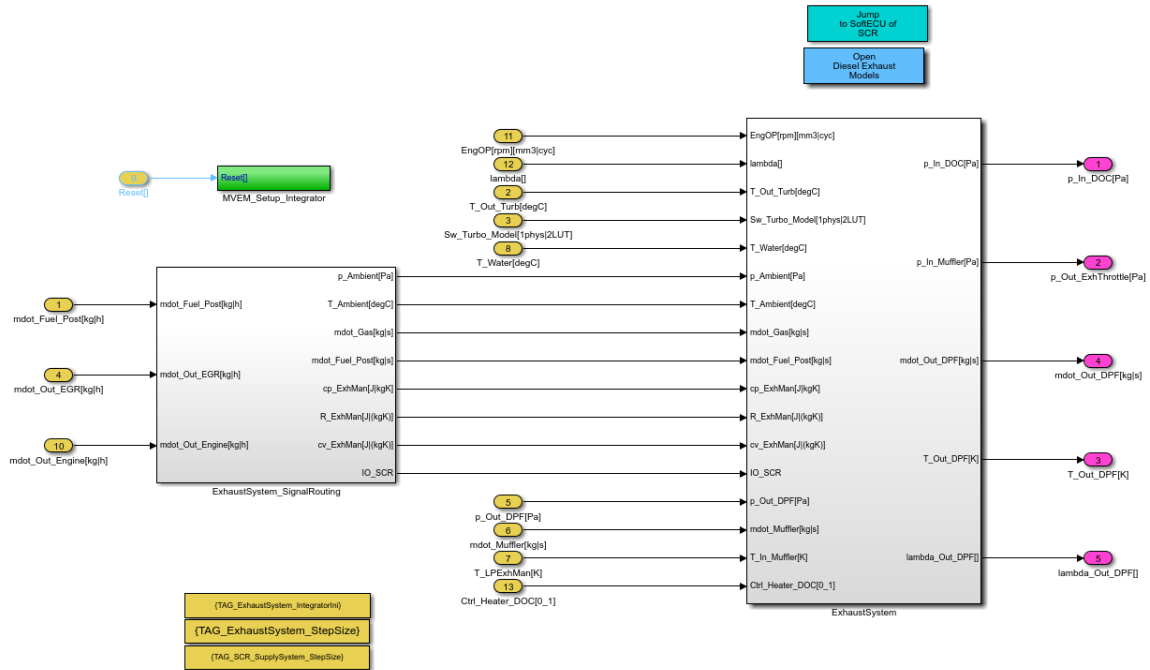 Jump
to SoftECU of
SCR
Open
Diesel Exhaust
Models
11
EngOP[rpm][mm3|cyc]
12
lambda[]
2
T_Out_Turb[degC]
3
Sw_Turbo_Model[1phys|2LUT]
8
T_Water[degC]
9
Reset[]
Reset[]
MVEM_Setup_Integrator
1
mdot_Fuel_Post[kg|h]
4
mdot_Out_EGR[kg|h]
10
mdot_Out_Engine[kg|h]
mdot_Fuel_Post[kg|h]
mdot_Out_EGR[kg|h]
mdot_Out_Engine[kg|h]
p_Ambient[Pa]
T_Ambient[degC]
mdot_Gas[kg|s]
mdot_Fuel_Post[kg|s]
cp_ExhMan[J|kgK]
R_ExhMan[J|(kgK)]
cv_ExhMan[J|(kgK)]
IO_SCR
ExhaustSystem_SignalRouting
5
p_Out_DPF[Pa]
6
mdot_Muffler[kg|s]
7
T_LPExhMan[K]
13
Ctrl_Heater_DOC[0_1]
EngOP[rpm][mm3|cyc]
lambda[]
T_Out_Turb[degC]
Sw_Turbo_Model[1phys|2LUT]
T_Water[degC]
p_Ambient[Pa]
T_Ambient[degC]
mdot_Gas[kg|s]
mdot_Fuel_Post[kg|s]
cp_ExhMan[J|kgK]
R_ExhMan[J|(kgK)]
cv_ExhMan[J|(kgK)]
IO_SCR
p_Out_DPF[Pa]
mdot_Muffler[kg|s]
T_In_Muffler[K]
Ctrl_Heater_DOC[0_1]
p_In_DOC[Pa]
p_In_Muffler[Pa]
mdot_Out_DPF[kg|s]
T_Out_DPF[K]
lambda_Out_DPF[]
ExhaustSystem
1
p_In_DOC[Pa]
2
p_Out_ExhThrottle[Pa]
4
mdot_Out_DPF[kg|s]
3
T_Out_DPF[K]
5
lambda_Out_DPF[]
{TAG_ExhaustSystem_IntegratorIni}
{TAG_ExhaustSystem_StepSize}
{TAG_SCR_SupplySystem_StepSize}